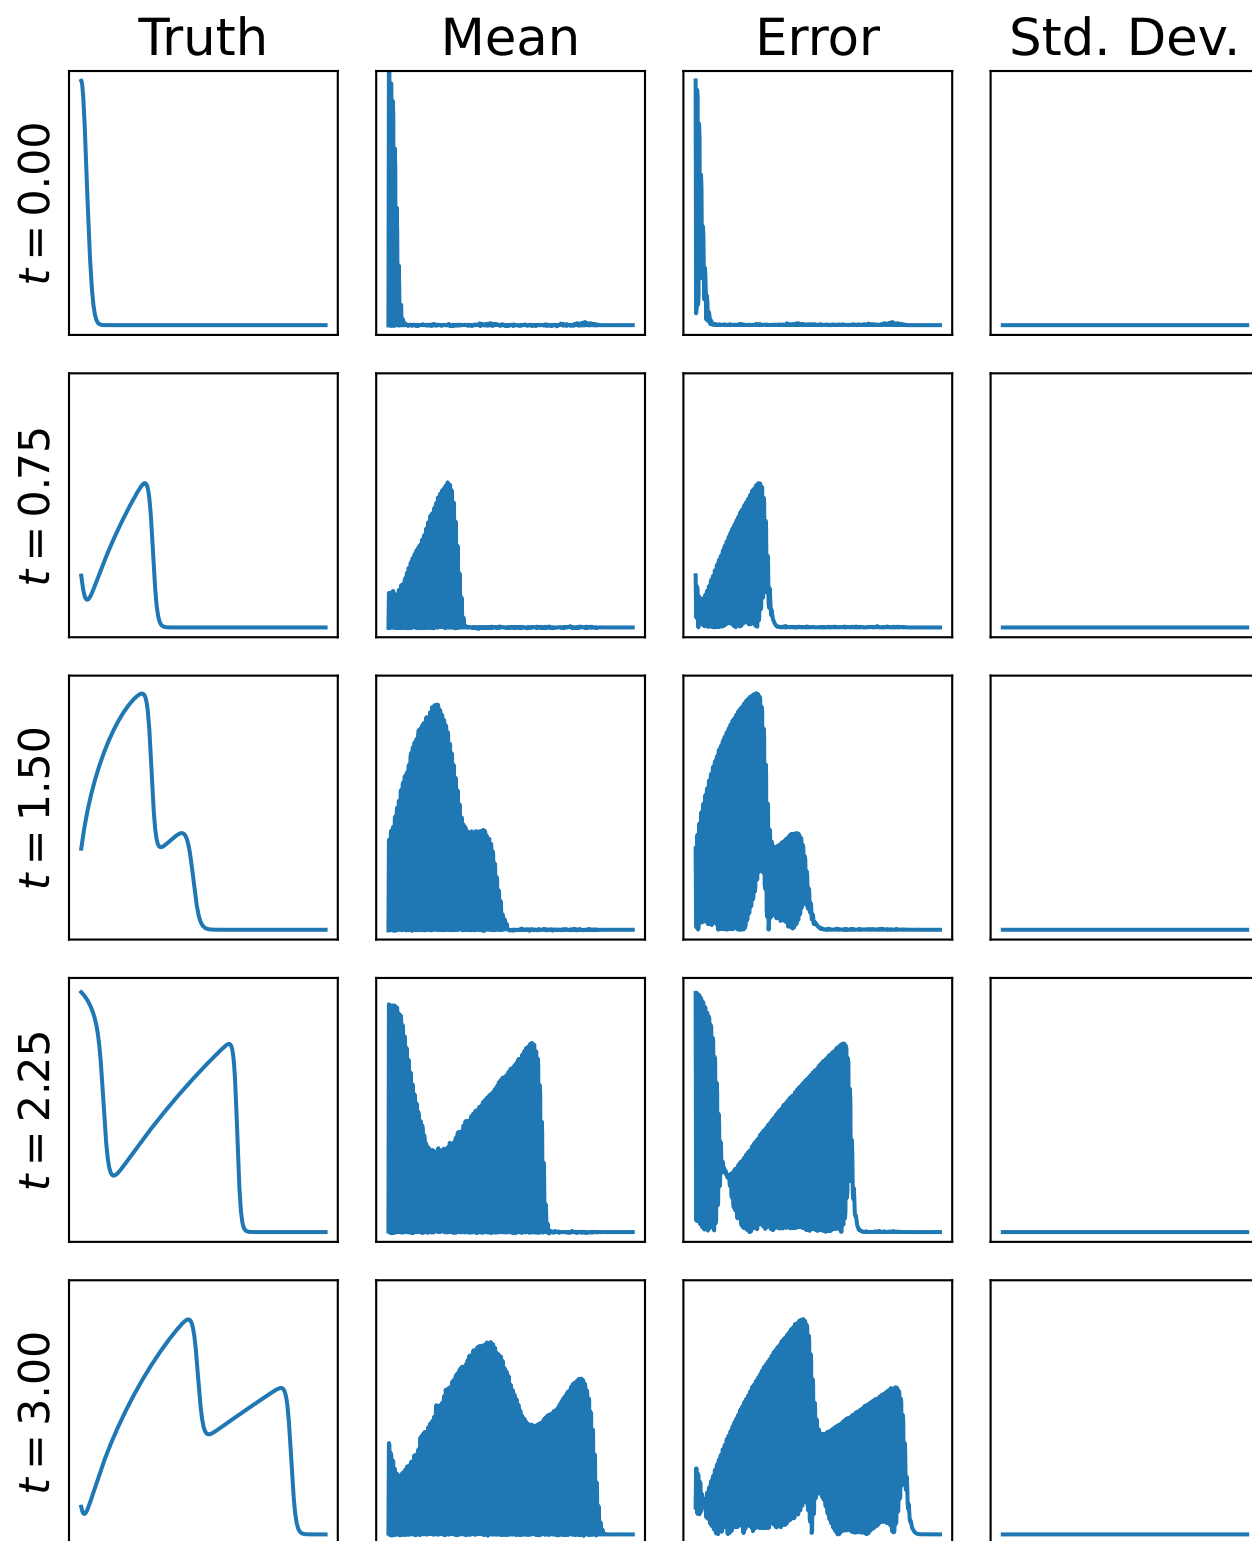 Truth Mean Error Std. Dev.
t = 0.00
t = 0.75
t = 1.50
t = 2.25
t = 3.00